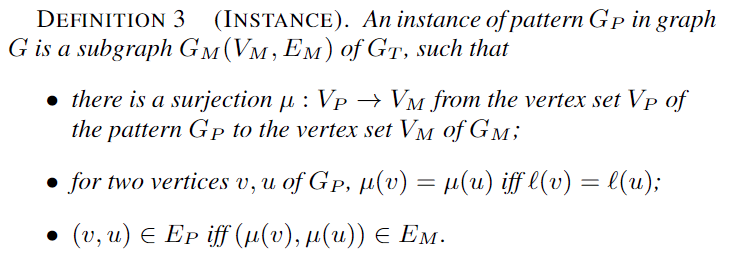 DEFINITION 3 (INSTANCE). An instance of pattern G_P in graph
G is a subgraph G_M(V_M, E_M) of G_T, such that
• there is a surjection μ : V_P → V_M from the vertex set V_P of
the pattern G_P to the vertex set V_M of G_M;
• for two vertices v, u of G_P, μ(v) = μ(u) iff ℓ(v) = ℓ(u);
• (v, u) ∈ E_P iff (μ(v), μ(u)) ∈ E_M.